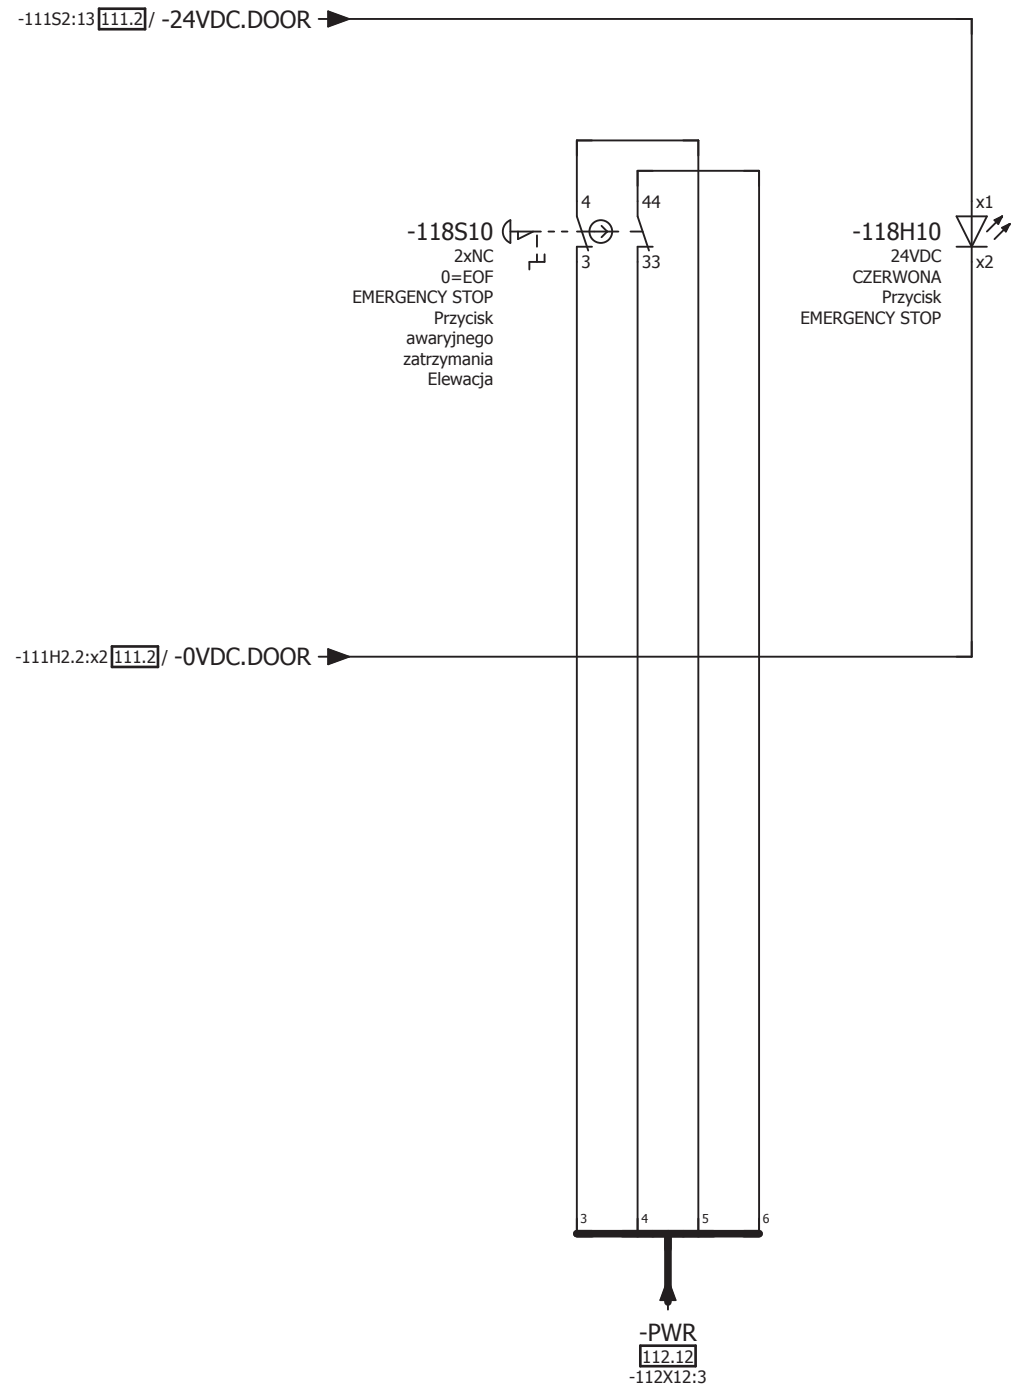 -111S2:13 111.2 / -24VDC.DOOR
4
44
x1
-118S10
-118H10
2xNC
24VDC
3
33
x2
0=EOF
CZERWONA
EMERGENCY STOP
Przycisk
Przycisk
EMERGENCY STOP
awaryjnego
zatrzymania
Elewacja
-111H2.2:x2 111.2 / -0VDC.DOOR
3
4
5
6
-PWR
112.12
-112X12:3